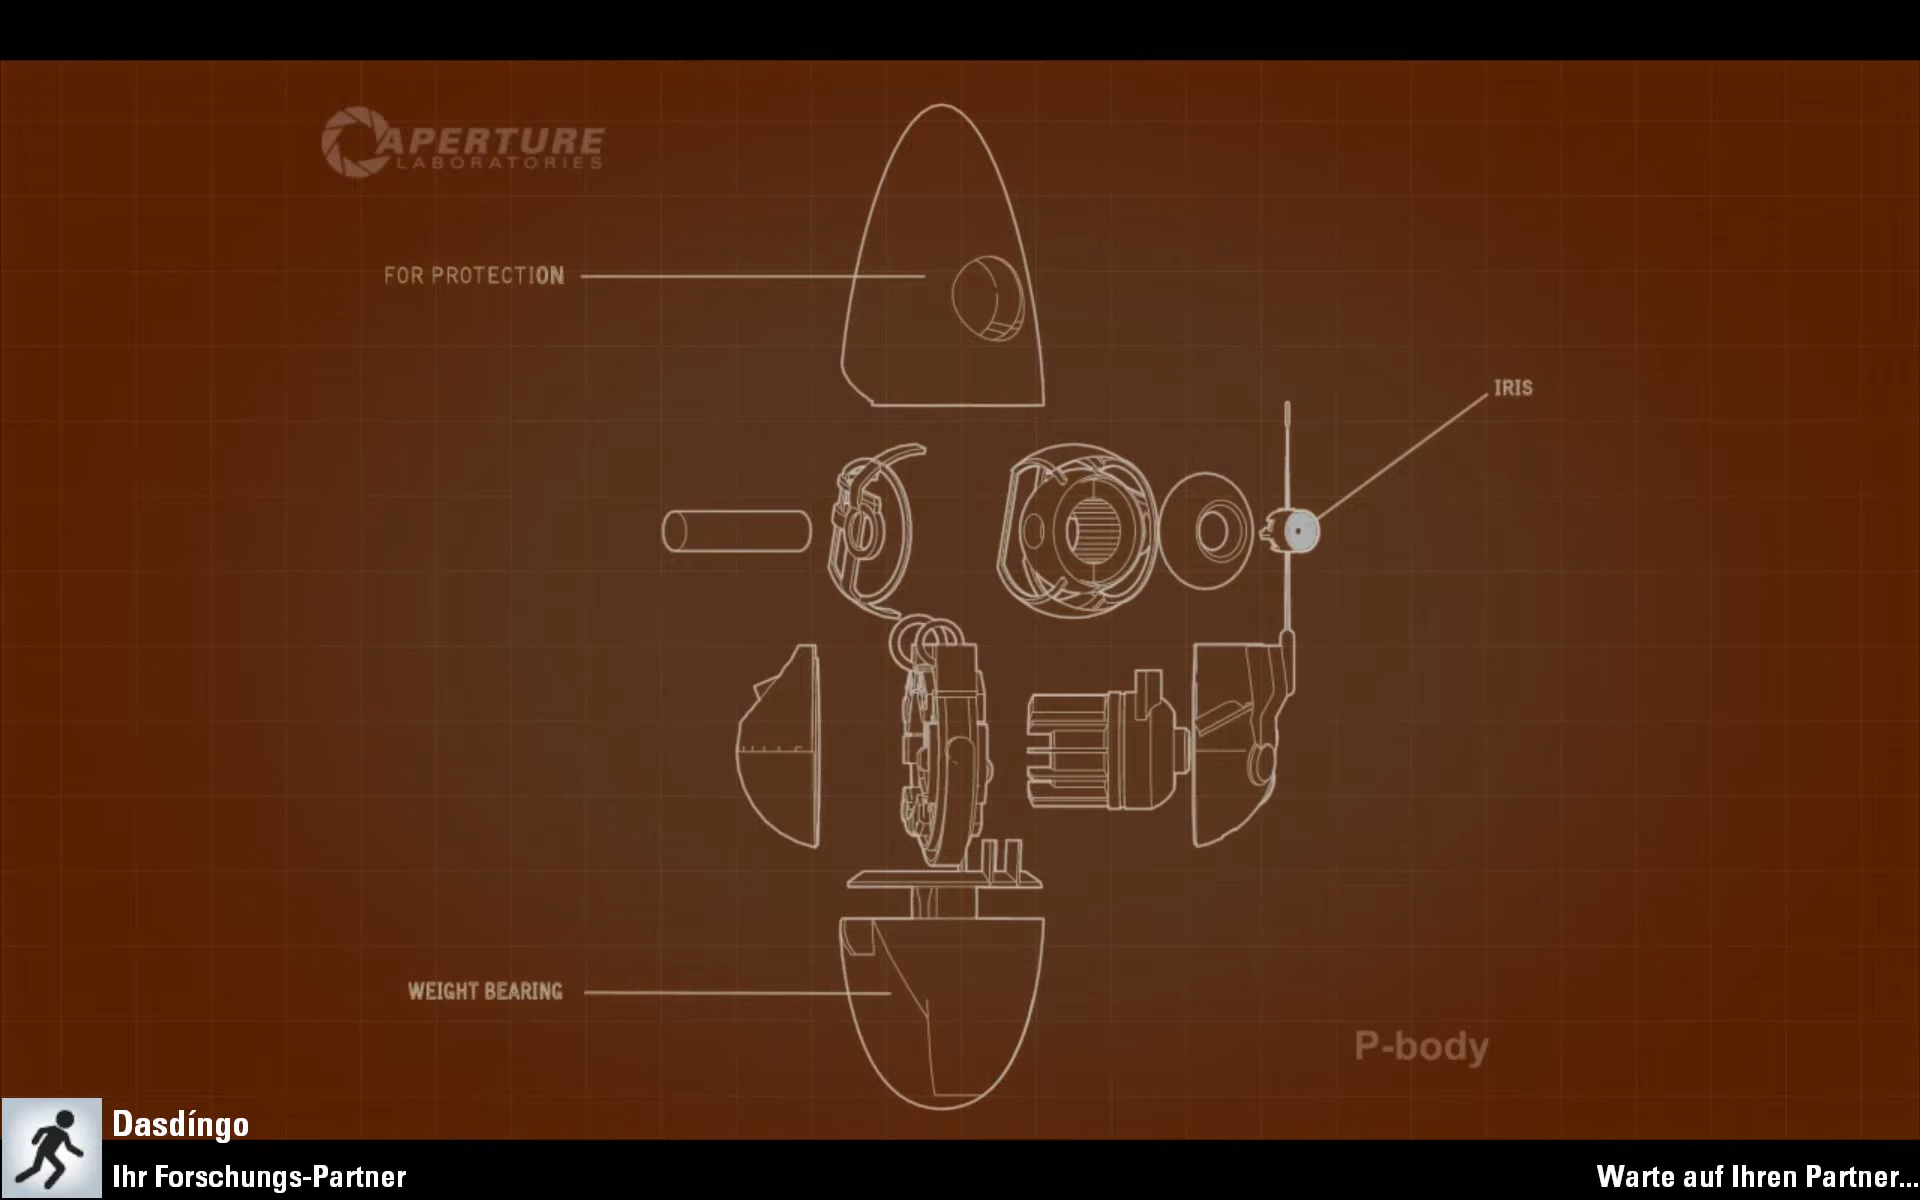 APERTURE
LABORATORIES
FOR PROTECTION
IRIS
WEIGHT BEARING
P-body
Dasdíngo
Ihr Forschungs-Partner
Warte auf Ihren Partner...